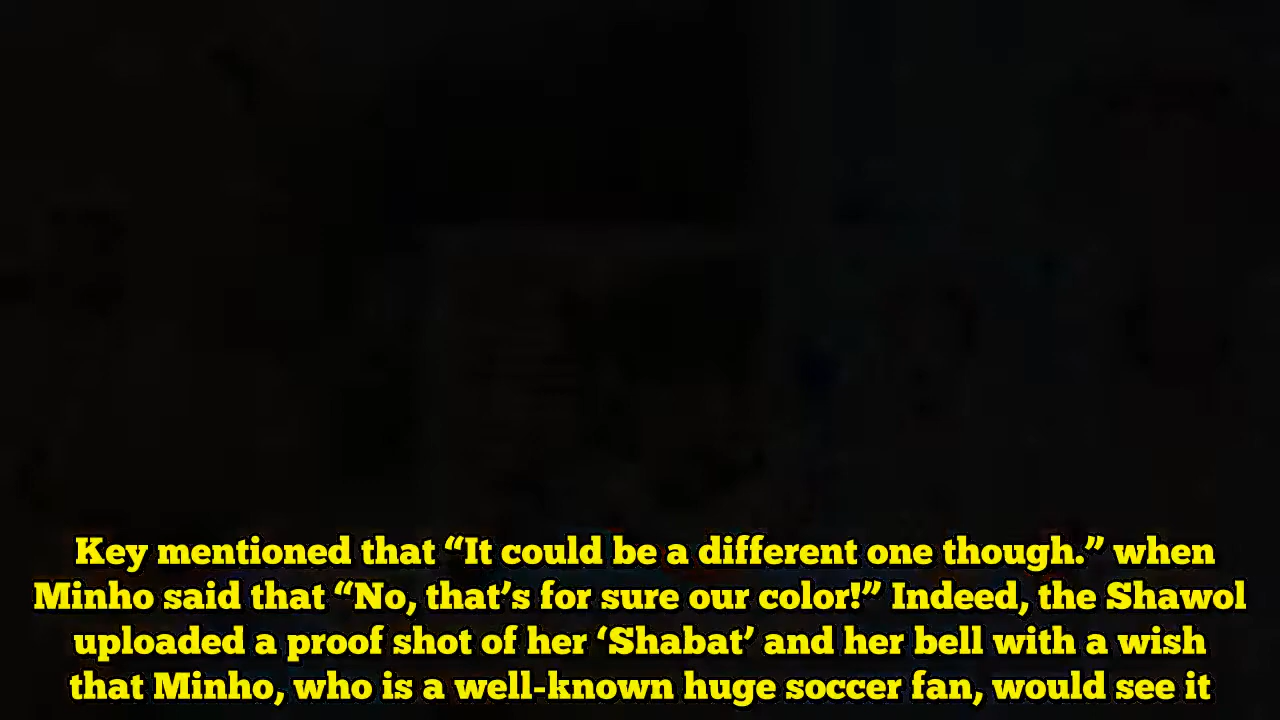 Key mentioned that “It could be a different one though.” when
Minho said that “No, that’s for sure our color!” Indeed, the Shawol
uploaded a proof shot of her ‘Shabat’ and her bell with a wish
that Minho, who is a well-known huge soccer fan, would see it